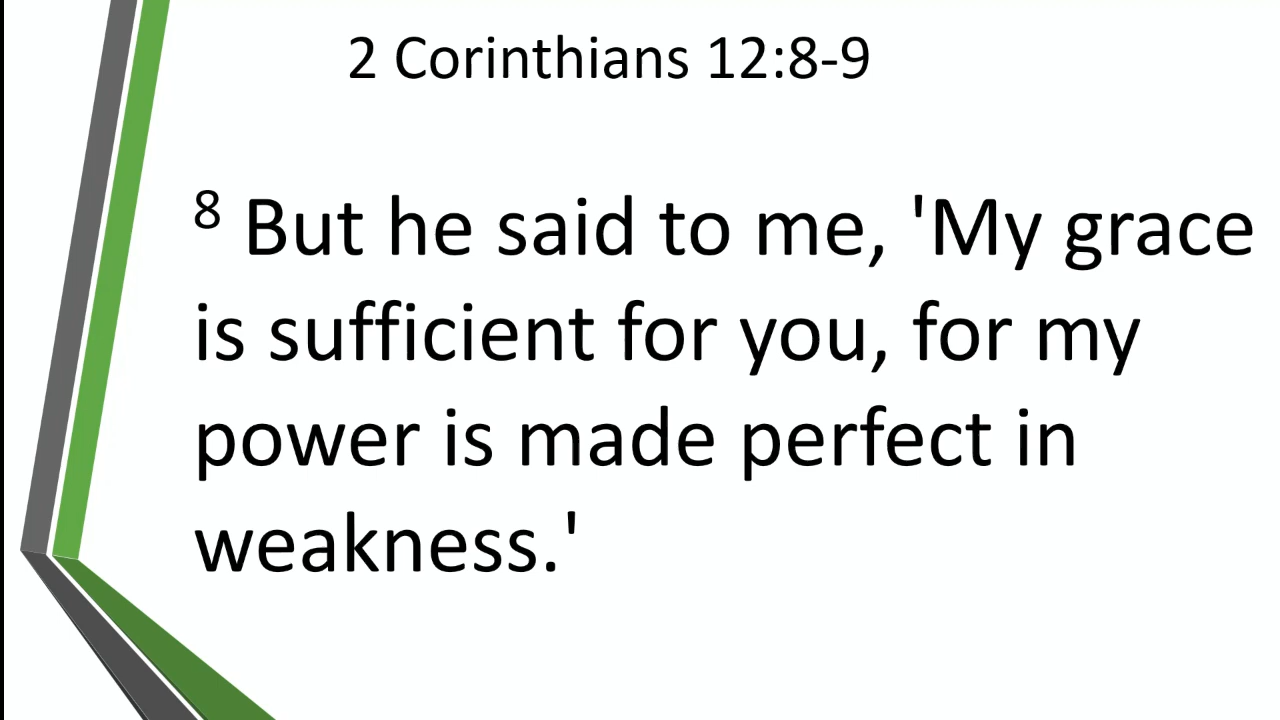 2 Corinthians 12:8-9
8 But he said to me, 'My grace
is sufficient for you, for my
power is made perfect in
weakness.'